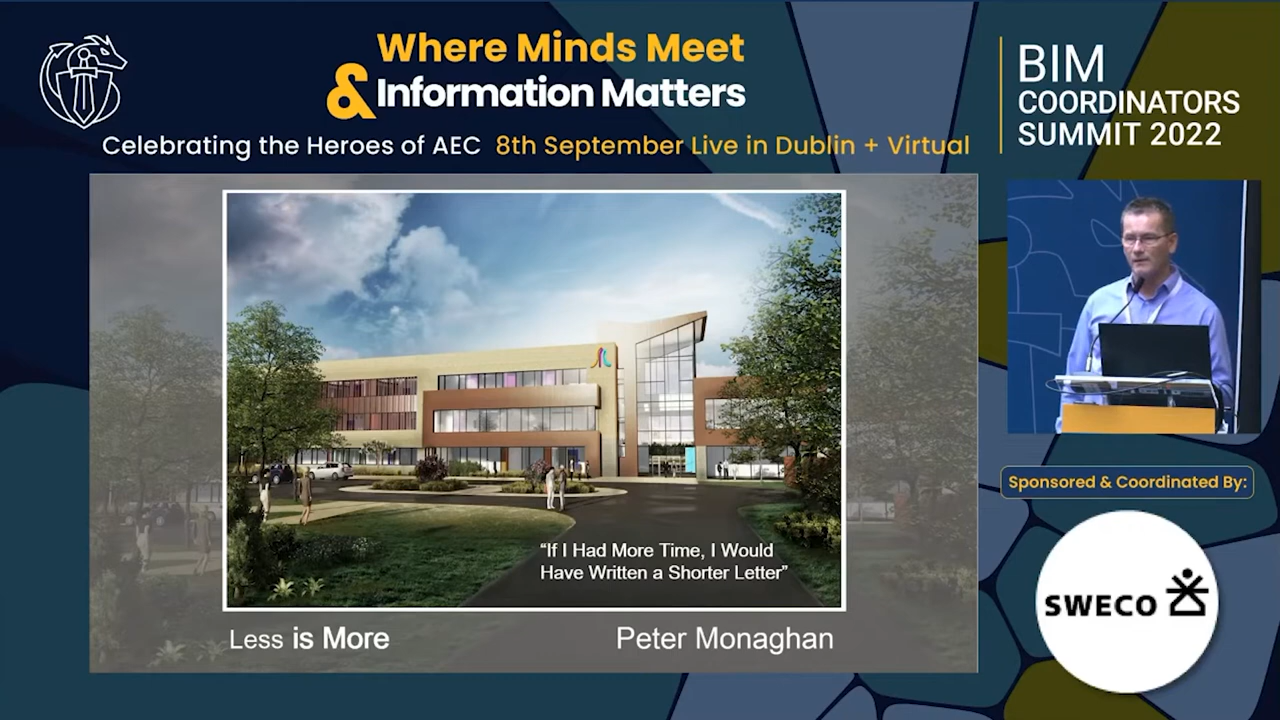 Where Minds Meet
& Information Matters
Celebrating the Heroes of AEC 8th September Live in Dublin + Virtual
BIM
COORDINATORS
SUMMIT 2022
"If I Had More Time, I Would
Have Written a Shorter Letter"
Less is More
Peter Monaghan
Sponsored & Coordinated By:
SWECO